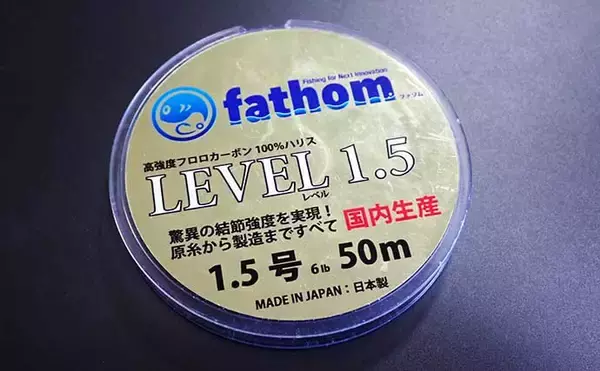 Fishing for Next Innovation
fathom
ファゾム
高強度フロロカーボン100%ハリス
LEVEL 1.5
レベル
驚異の結節強度を実現!
原糸から製造まですべて 国内生産
1.5号 6lb 50m
MADE IN JAPAN:日本製